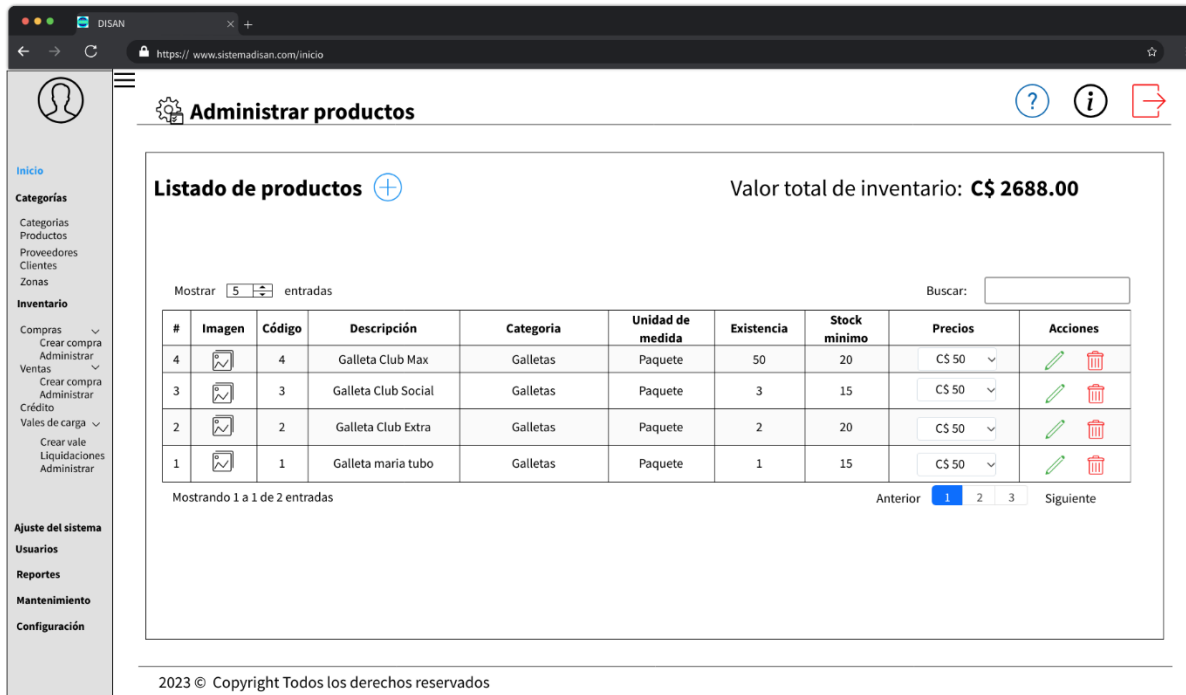 DISAN
https:// www.sistemadisan.com/inicio
Administrar productos
?
i
Inicio
Categorías
Categorias
Productos
Proveedores
Clientes
Zonas
Inventario
Compras
Crear compra
Administrar
Ventas
Crear compra
Administrar
Crédito
Vales de carga
Crear vale
Liquidaciones
Administrar
Ajuste del sistema
Usuarios
Reportes
Mantenimiento
Configuración
Listado de productos
Valor total de inventario: C$ 2688.00
Mostrar 5 entradas
Buscar:
# Imagen Código Descripción Categoria Unidad de medida Existencia Stock minimo Precios Acciones
4 4 Galleta Club Max Galletas Paquete 50 20 C$ 50
3 3 Galleta Club Social Galletas Paquete 3 15 C$ 50
2 2 Galleta Club Extra Galletas Paquete 2 20 C$ 50
1 1 Galleta maria tubo Galletas Paquete 1 15 C$ 50
Mostrando 1 a 1 de 2 entradas
Anterior 1 2 3 Siguiente
2023 © Copyright Todos los derechos reservados